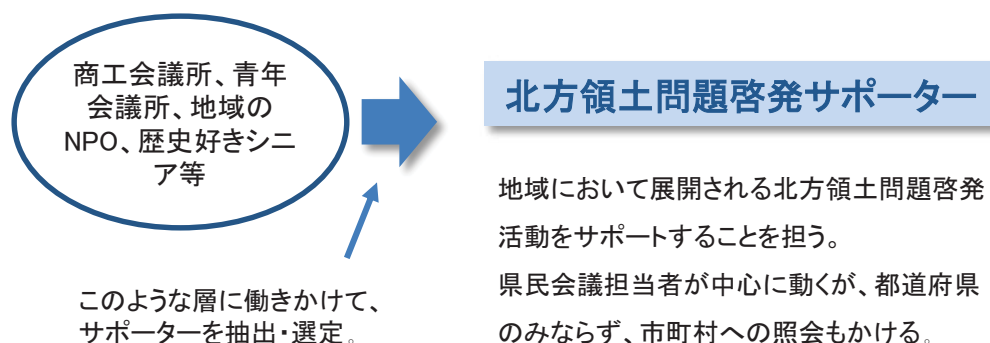 商工会議所、青年
会議所、地域の
NPO、歴史好きシニ
ア等
北方領土問題啓発サポーター
地域において展開される北方領土問題啓発
活動をサポートすることを担う。
県民会議担当者が中心に動くが、都道府県
のみならず、市町村への照会もかける。
このような層に働きかけて、
サポーターを抽出・選定。